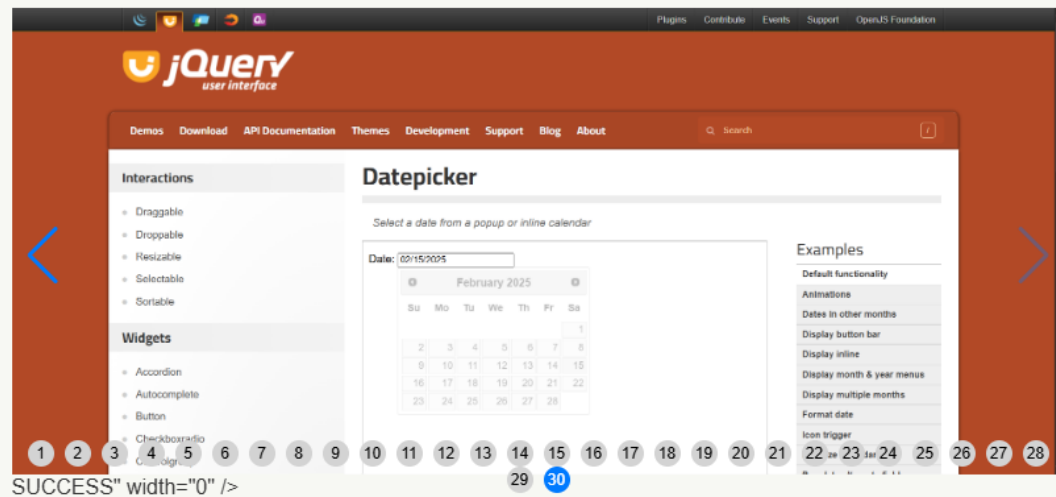 Plugins Contribute Events Support OpenJS Foundation
jQuery
user interface
Demos Download API Documentation Themes Development Support Blog About Search /
Interactions
Draggable
Droppable
Resizable
Selectable
Sortable
Widgets
Accordion
Autocomplete
Button
Checkboxradio
Datepicker
Select a date from a popup or inline calendar
Date: 02/15/2025
February 2025
Su Mo Tu We Th Fr Sa
1
2 3 4 5 6 7 8
9 10 11 12 13 14 15
16 17 18 19 20 21 22
23 24 25 26 27 28
Examples
Default functionality
Animations
Dates in other months
Display button bar
Display inline
Display month & year menus
Display multiple months
Format date
Icon trigger
1 2 3 4 5 6 7 8 9 10 11 12 13 14 15 16 17 18 19 20 21 22 23 24 25 26 27 28
29 30
SUCCESS" width="0" />